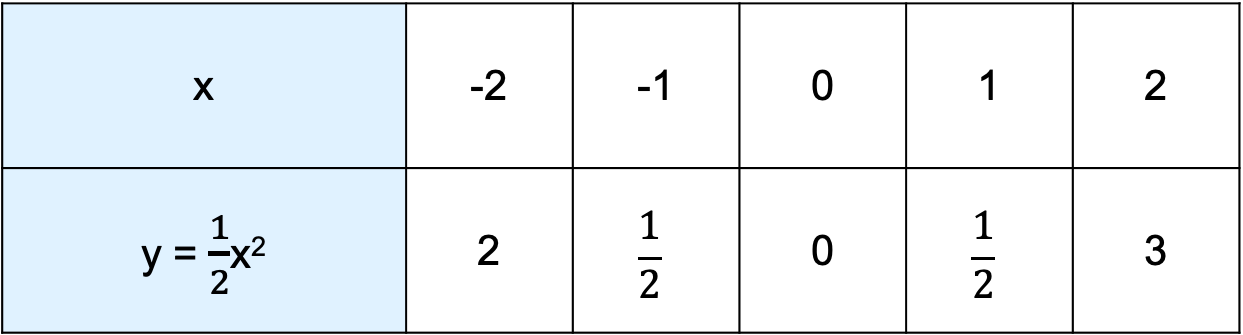 x -2 -1 0 1 2
y = 1/2x² 2 1/2 0 1/2 3